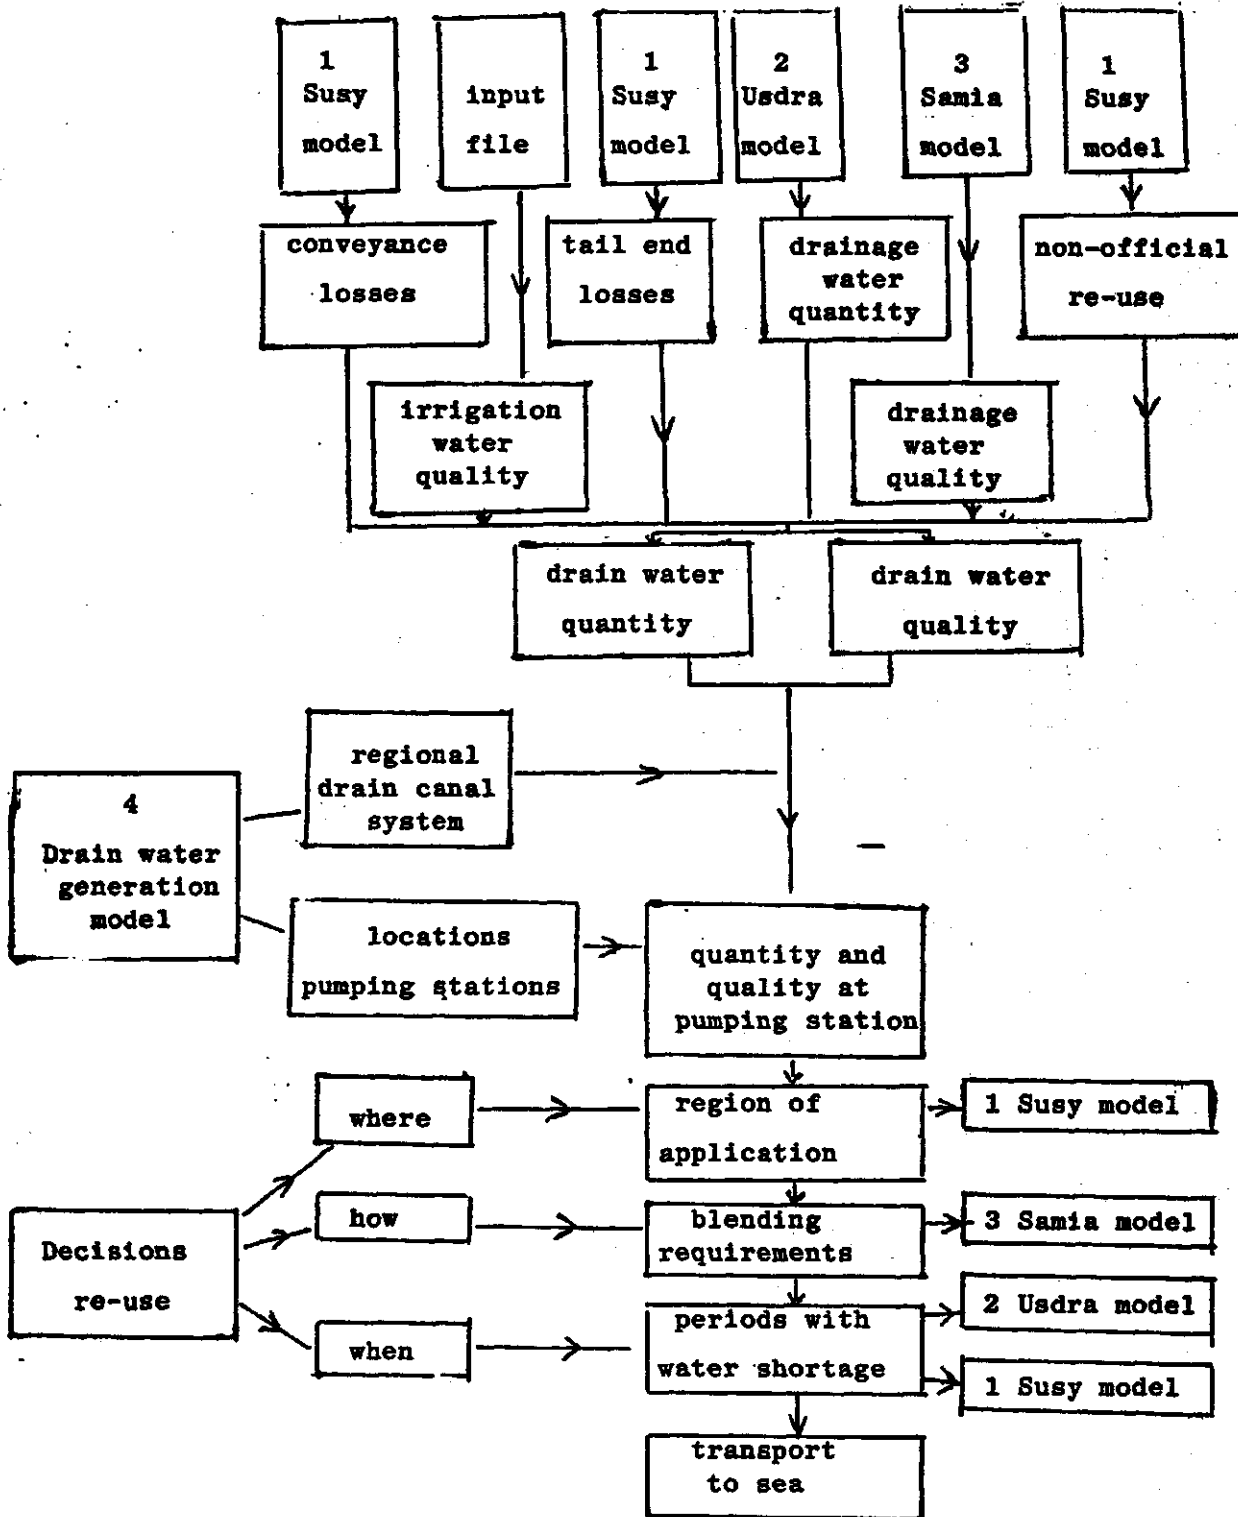 1
Susy
model
input
file
1
Susy
model
2
Usdra
model
3
Samia
model
1
Susy
model
conveyance
losses
tail end
losses
drainage
water
quantity
non-official
re-use
irrigation
water
quality
drainage
water
quality
drain water
quantity
drain water
quality
regional
drain canal
system
4
Drain water
generation
model
locations
pumping stations
quantity and
quality at
pumping station
where
region of
application
1 Susy model
how
blending
requirements
3 Samia model
Decisions
re-use
when
periods with
water shortage
2 Usdra model
1 Susy model
transport
to sea